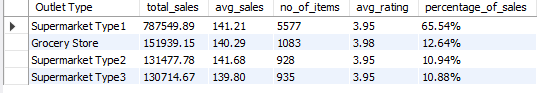 Outlet Type total_sales avg_sales no_of_items avg_rating percentage_of_sales
Supermarket Type1 787549.89 141.21 5577 3.95 65.54%
Grocery Store 151939.15 140.29 1083 3.98 12.64%
Supermarket Type2 131477.78 141.68 928 3.95 10.94%
Supermarket Type3 130714.67 139.80 935 3.95 10.88%